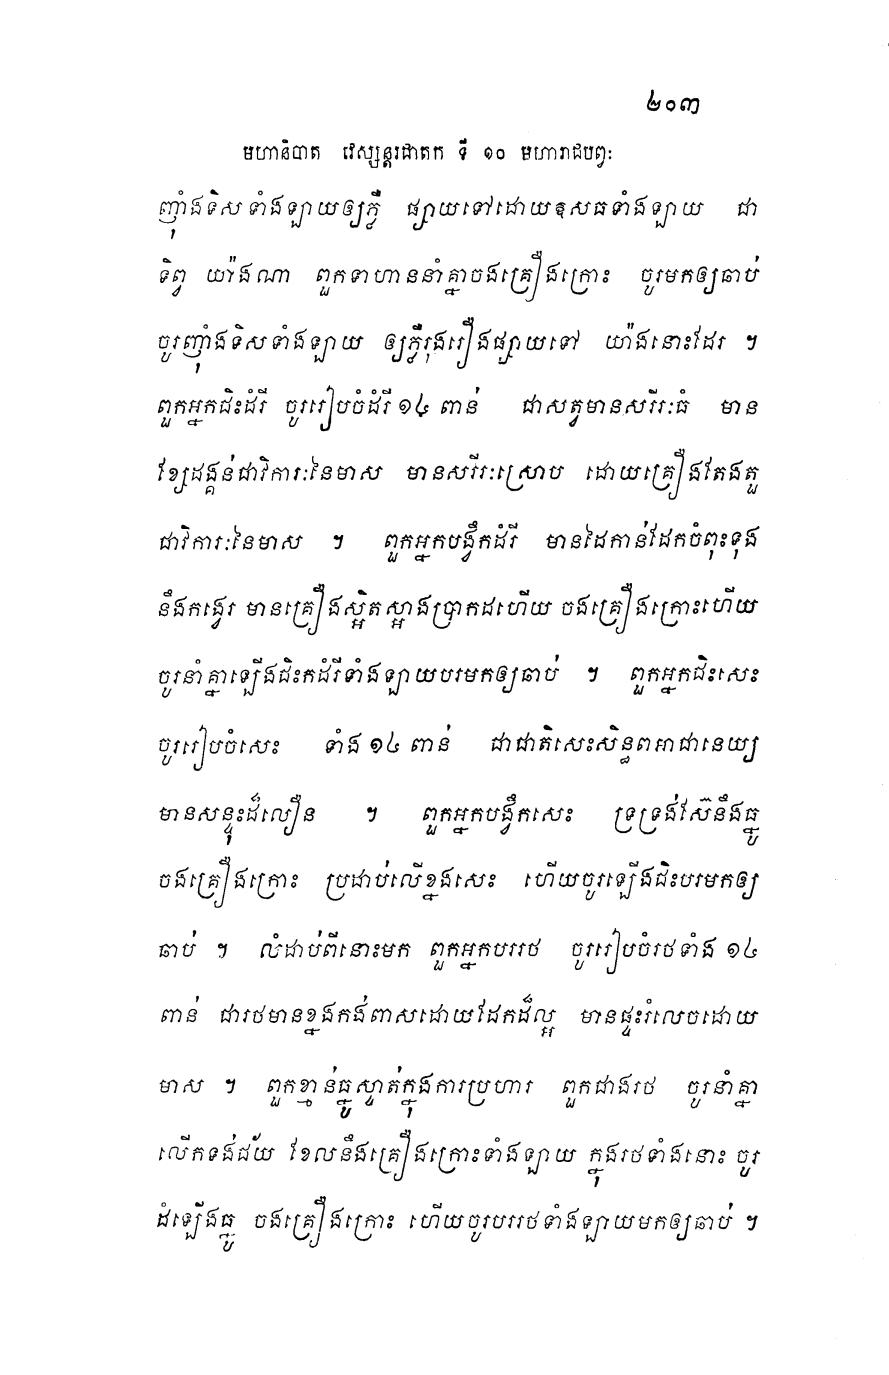 ២០៣
មហានិបាត វេស្សន្តរជាតក ទី ១០ មហារាជបព្វៈ
ញ៉ាំងទិសទាំងឡាយឲ្យភ្លឺ ផ្សាយទៅដោយឱសធទាំងឡាយ ជា
ទិព្វ យ៉ាងណា ពួកទាហាននាំគ្នាចងគ្រឿងក្រោះ ចូរមកឲ្យឆាប់
ចូរញ៉ាំងទិសទាំងឡាយ ឲ្យភ្លឺរុងរឿងផ្សាយទៅ យ៉ាងនោះដែរ ។
ពួកអ្នកជិះដំរី ចូររៀបចំដំរី ១៤ ពាន់ ជាសត្វមានសរីរៈធំ មាន
ខ្សែដង្គន់ជាវិការៈនៃមាស មានសរីរៈស្រោប ដោយគ្រឿងតែងតួ
ជាវិការៈនៃមាស ។ ពួកអ្នកបង្វឹកដំរី មានដៃកាន់ដែកចំពុះទុង
នឹងកង្វេរ មានគ្រឿងស្អិតស្អាងប្រាកដហើយ ចងគ្រឿងក្រោះហើយ
ចូរនាំគ្នាឡើងជិះកដំរីទាំងឡាយបរមកឲ្យឆាប់ ។ ពួកអ្នកជិះសេះ
ចូររៀបចំសេះ ទាំង ១៤ ពាន់ ជាជាតិសេះសិន្ធពអាជានេយ្យ
មានសន្ទុះដ៏លឿន ។ ពួកអ្នកបង្វឹកសេះ ទ្រទ្រង់ស៊ែនឹងធ្នូ
ចងគ្រឿងក្រោះ ប្រដាប់លើខ្នងសេះ ហើយចូរឡើងជិះបរមកឲ្យ
ឆាប់ ។ លំដាប់ពីនោះមក ពួកអ្នកបររថ ចូររៀបចំរថទាំង ១៤
ពាន់ ជារថមានខ្នងកង់ពាសដោយដែកដ៏ល្អ មានផ្ទះរំលេចដោយ
មាស ។ ពួកខ្មាន់ធ្នូស្ទាត់ក្នុងការប្រហារ ពួកជាងរថ ចូរនាំគ្នា
លើកទង់ជ័យ ខែលនឹងគ្រឿងក្រោះទាំងឡាយ ក្នុងរថទាំងនោះ ចូរ
ដំឡើងធ្នូ ចងគ្រឿងក្រោះ ហើយចូរបររថទាំងឡាយមកឲ្យឆាប់ ។